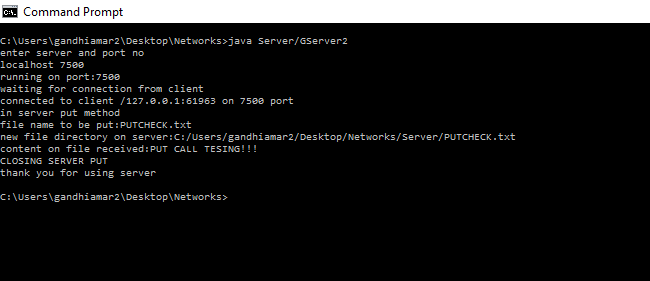 Command Prompt
C:\Users\gandhiamar2\Desktop\Networks>java Server/GServer2
enter server and port no
localhost 7500
running on port:7500
waiting for connection from client
connected to client /127.0.0.1:61963 on 7500 port
in server put method
file name to be put:PUTCHECK.txt
new file directory on server:C:/Users/gandhiamar2/Desktop/Networks/Server/PUTCHECK.txt
content on file received:PUT CALL TESING!!!
CLOSING SERVER PUT
thank you for using server
C:\Users\gandhiamar2\Desktop\Networks>